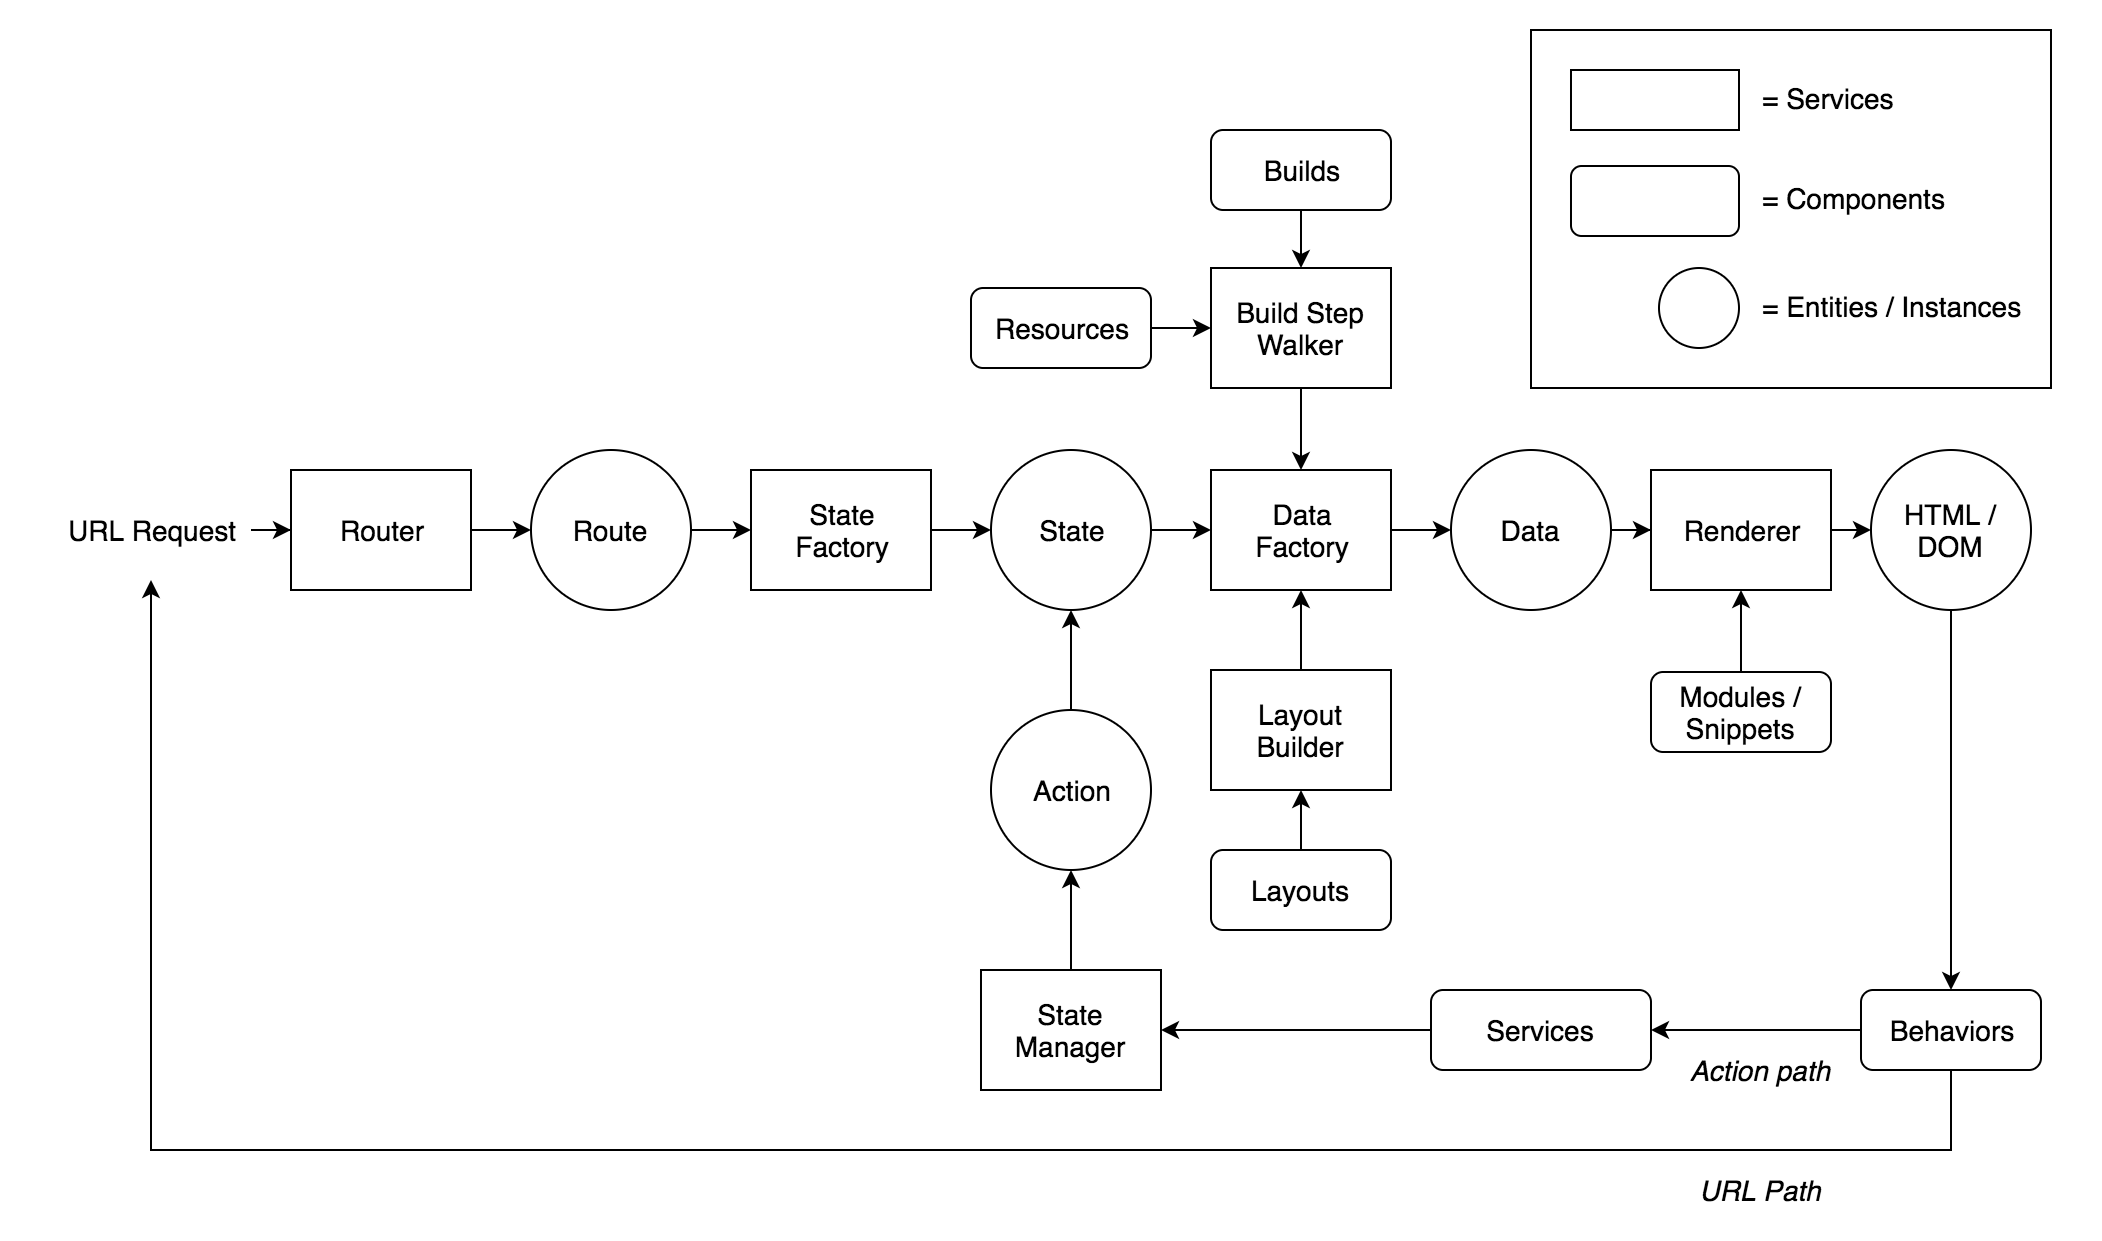 = Services
= Components
= Entities / Instances
Builds
Resources
Build Step
Walker
URL Request
Router
Route
State
Factory
State
Data
Factory
Data
Renderer
HTML /
DOM
Action
Layout
Builder
Modules /
Snippets
Layouts
State
Manager
Services
Behaviors
Action path
URL Path